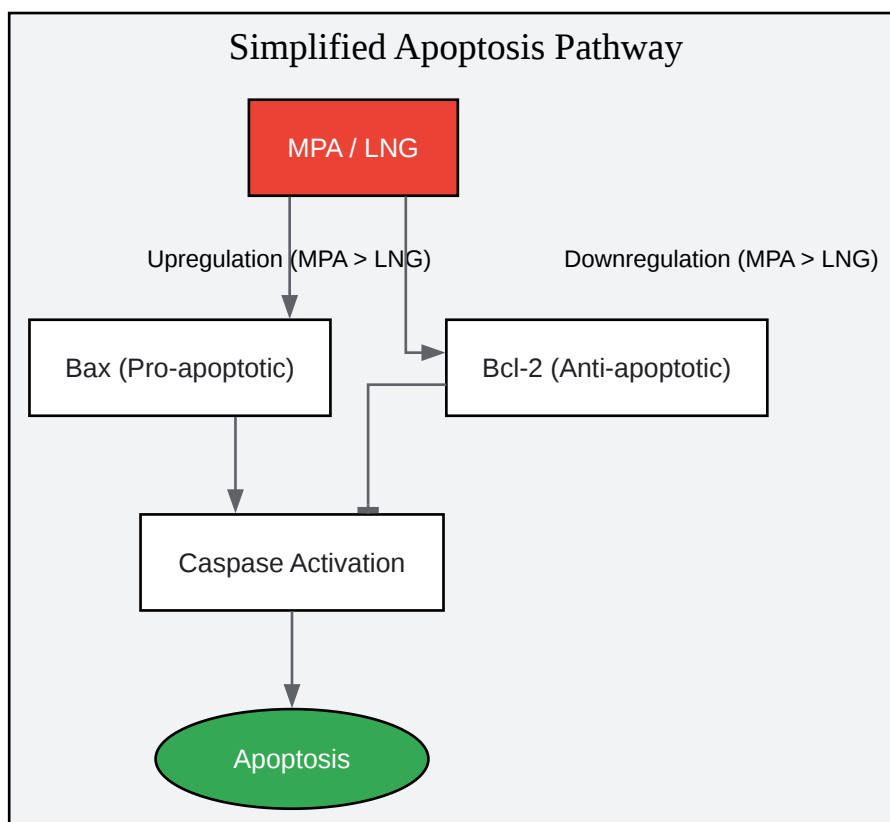 Simplified Apoptosis Pathway
MPA / LNG
Upregulation (MPA > LNG)
Downregulation (MPA > LNG)
Bax (Pro-apoptotic)
Bcl-2 (Anti-apoptotic)
Caspase Activation
Apoptosis